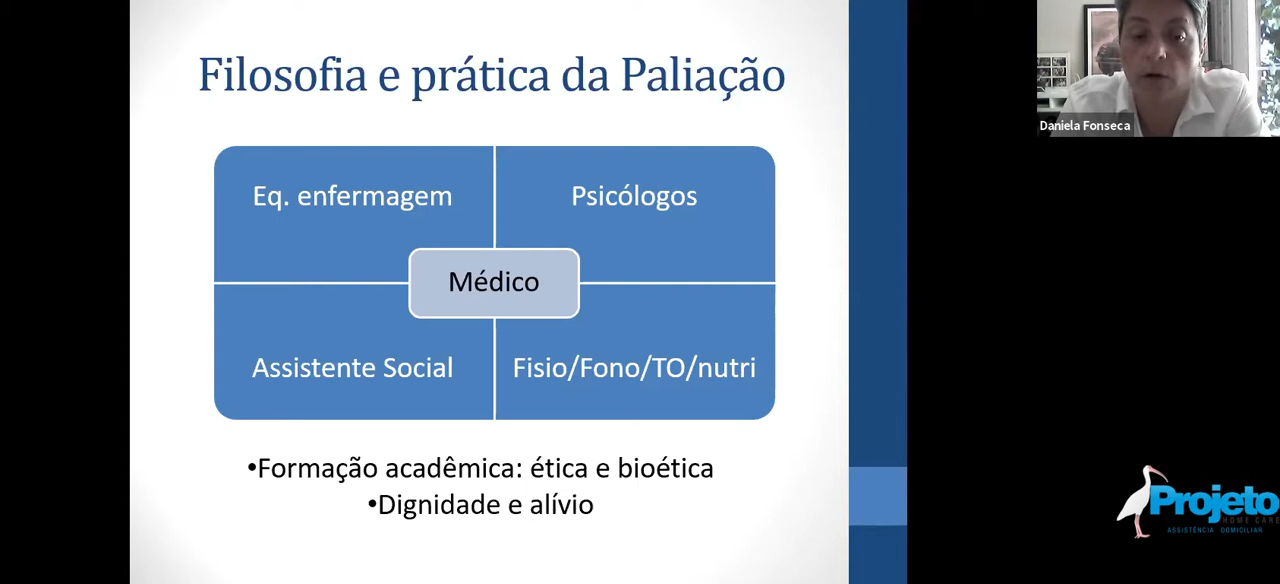 Filosofia e prática da Paliação
Daniela Fonseca
Eq. enfermagem
Psicólogos
Médico
Assistente Social
Fisio/Fono/TO/nutri
•Formação acadêmica: ética e bioética
•Dignidade e alívio
Projeto
HOME CARE
ASSISTÊNCIA DOMICILIAR